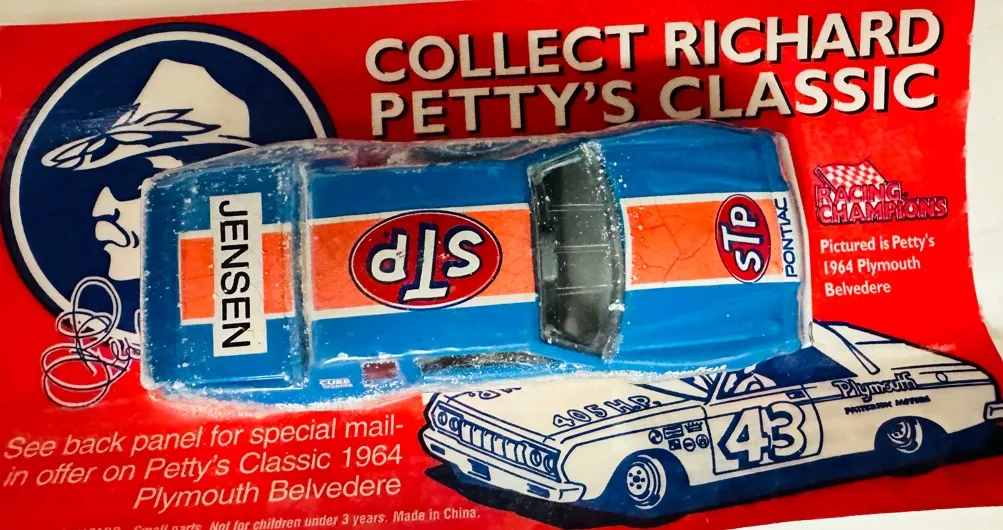 COLLECT RICHARD
PETTY'S CLASSIC
JENSEN
STP
STP
PONTIAC
RACING
CHAMPIONS
Pictured is Petty's
1964 Plymouth
Belvedere
405 H.P.
Plymouth
43
See back panel for special mail-
in offer on Petty's Classic 1964
Plymouth Belvedere
Small parts. Not for children under 3 years. Made in China.